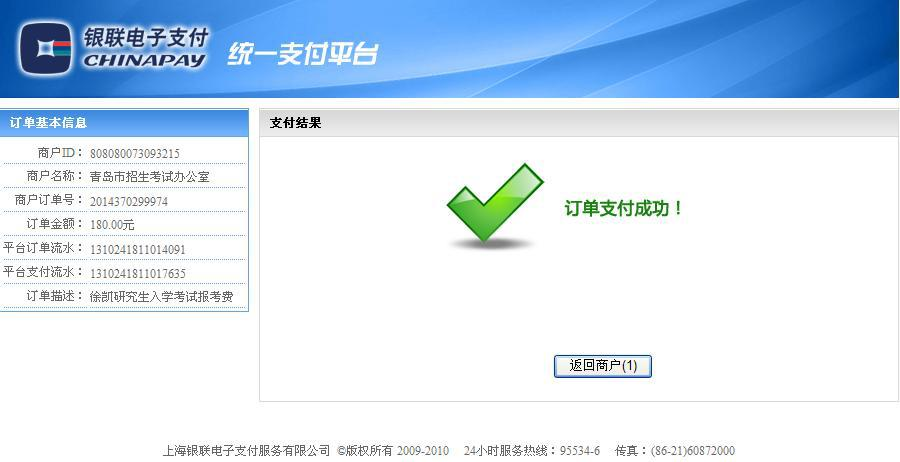 银联电子支付
CHINAPAY
统一支付平台
订单基本信息
商户ID： 808080073093215
商户名称： 青岛市招生考试办公室
商户订单号： 2014370299974
订单金额： 180.00元
平台订单流水： 1310241811014091
平台支付流水： 1310241811017635
订单描述： 徐凯研究生入学考试报考费
支付结果
订单支付成功！
返回商户(1)
上海银联电子支付服务有限公司 ©版权所有 2009-2010 24小时服务热线：95534-6 传真：(86-21)60872000